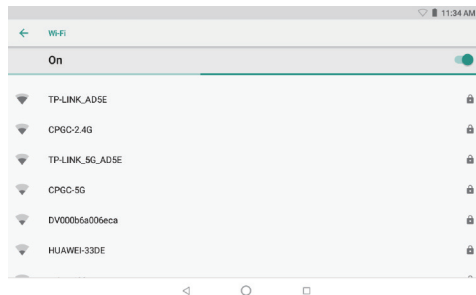 11:34 AM
Wi-Fi
On
TP-LINK_AD5E
CPGC-2.4G
TP-LINK_5G_AD5E
CPGC-5G
DV000b6a006eca
HUAWEI-33DE